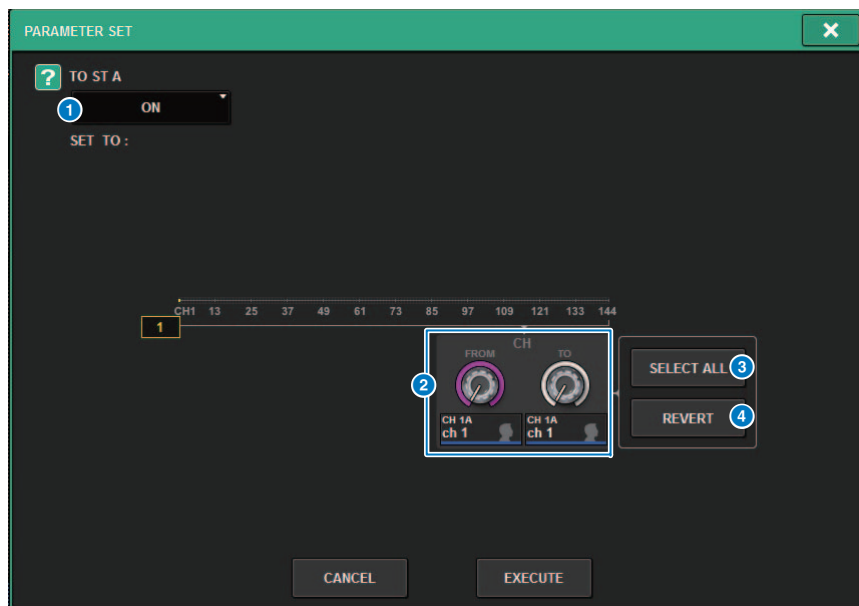 PARAMETER SET
?
TO ST A
1
ON
SET TO :
CH1 13 25 37 49 61 73 85 97 109 121 133 144
1
CH
FROM TO
2
CH 1A CH 1A
ch 1 ch 1
SELECT ALL 3
REVERT 4
CANCEL EXECUTE